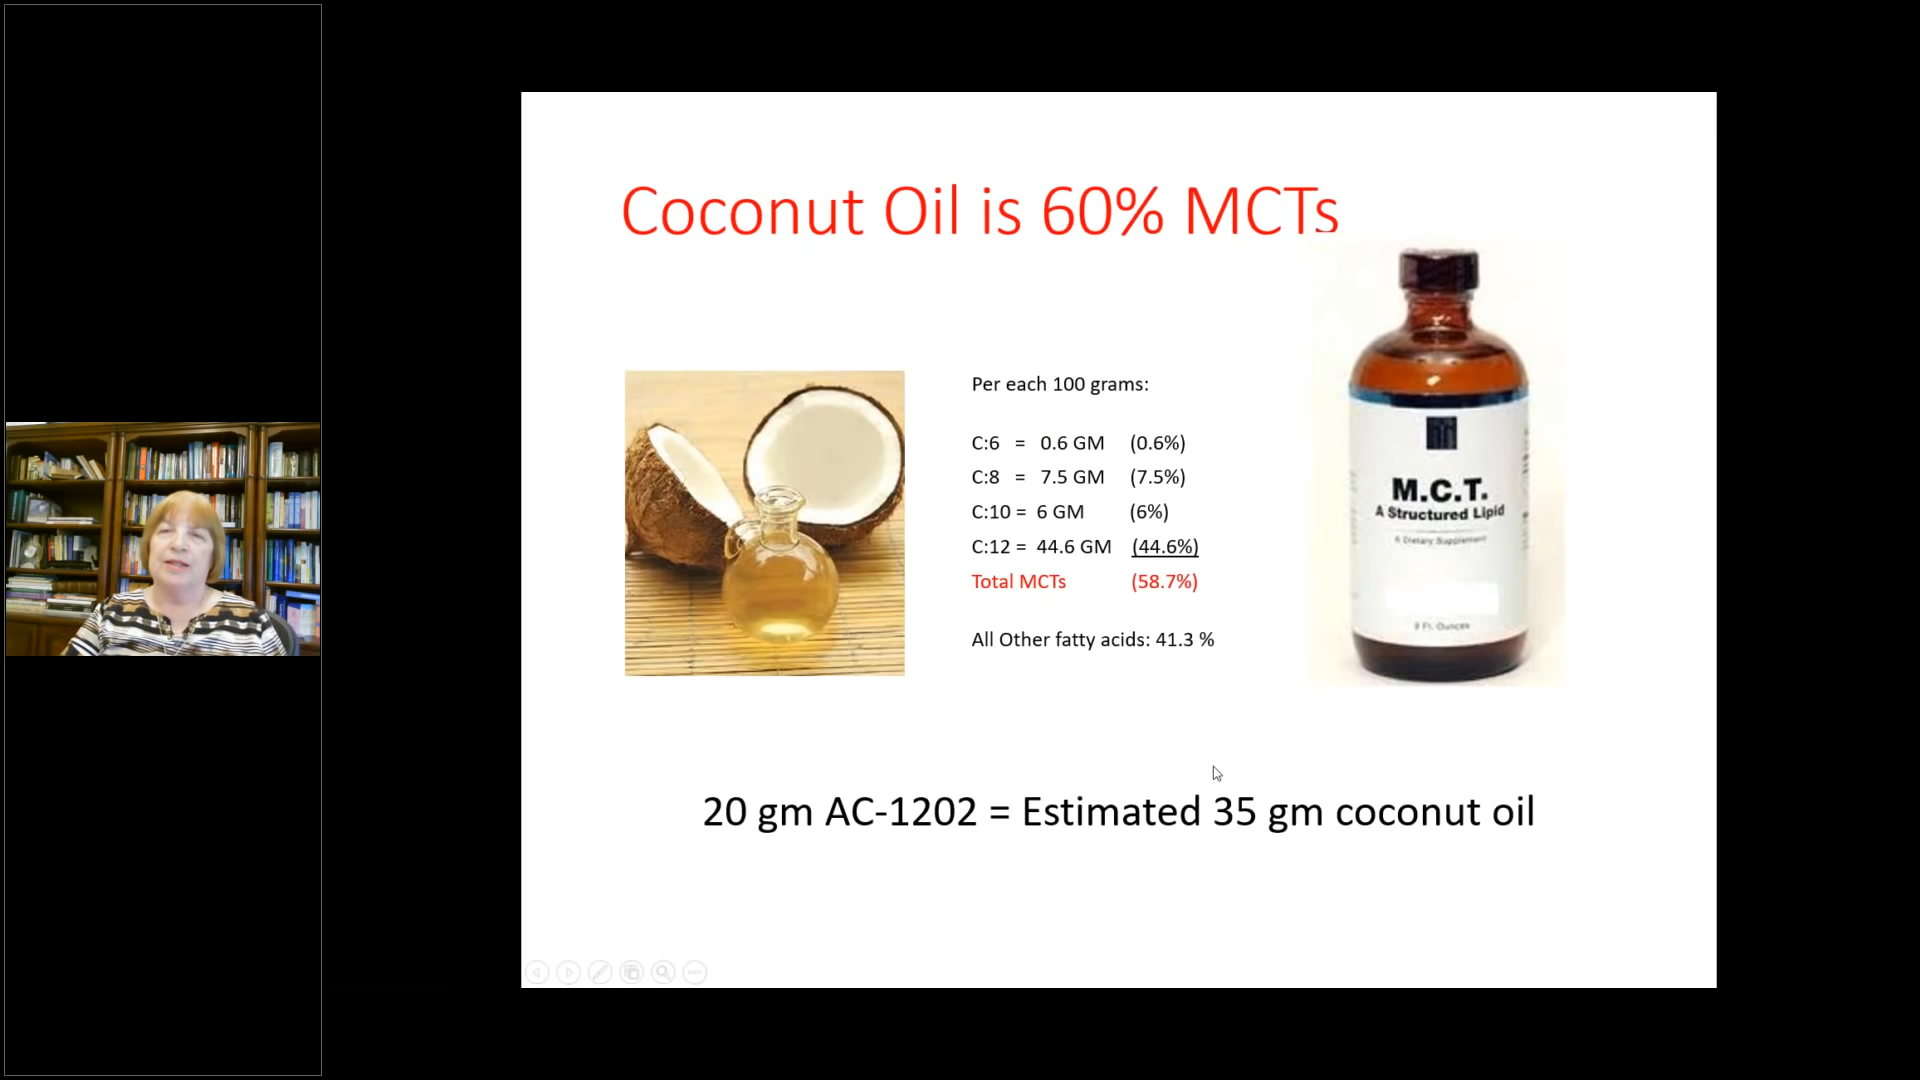 Coconut Oil is 60% MCTs
Per each 100 grams:
C:6 = 0.6 GM (0.6%)
C:8 = 7.5 GM (7.5%)
C:10 = 6 GM (6%)
C:12 = 44.6 GM (44.6%)
Total MCTs (58.7%)
All Other fatty acids: 41.3 %
M.C.T.
A Structured Lipid
A Dietary Supplement
Fl. Ounces
20 gm AC-1202 = Estimated 35 gm coconut oil